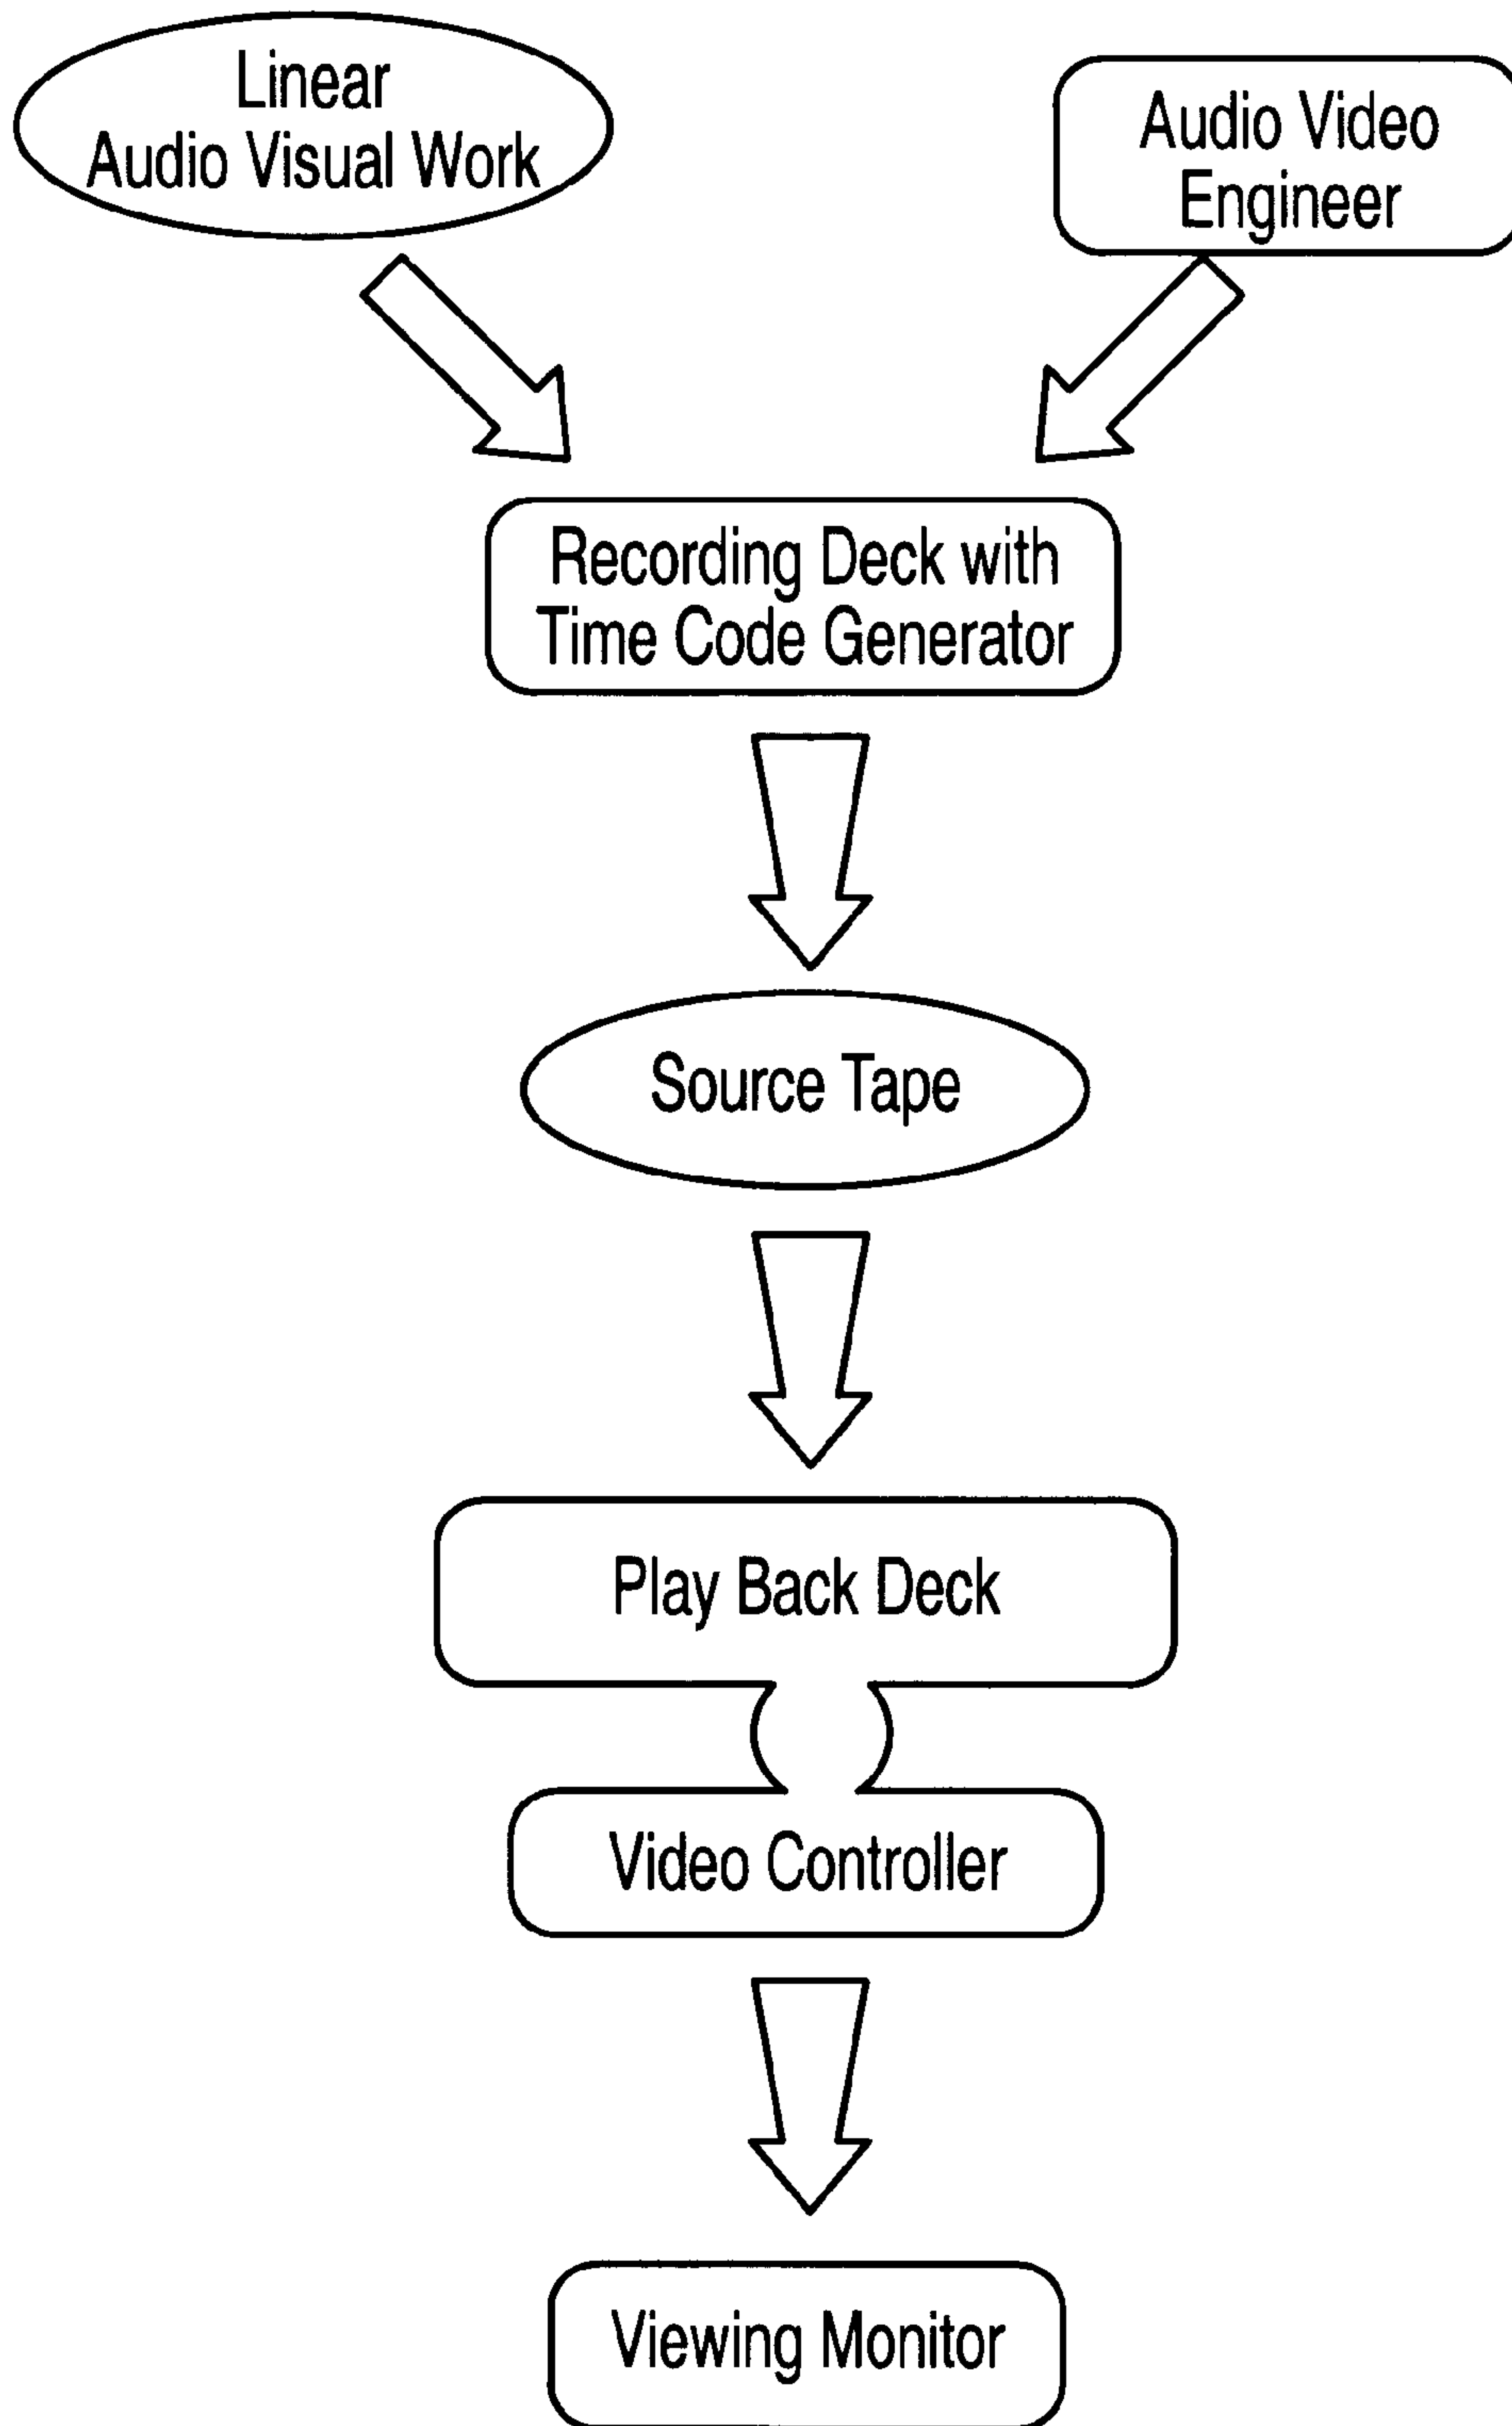 Linear
Audio Visual Work
Audio Video
Engineer
Recording Deck with
Time Code Generator
Source Tape
Play Back Deck
Video Controller
Viewing Monitor